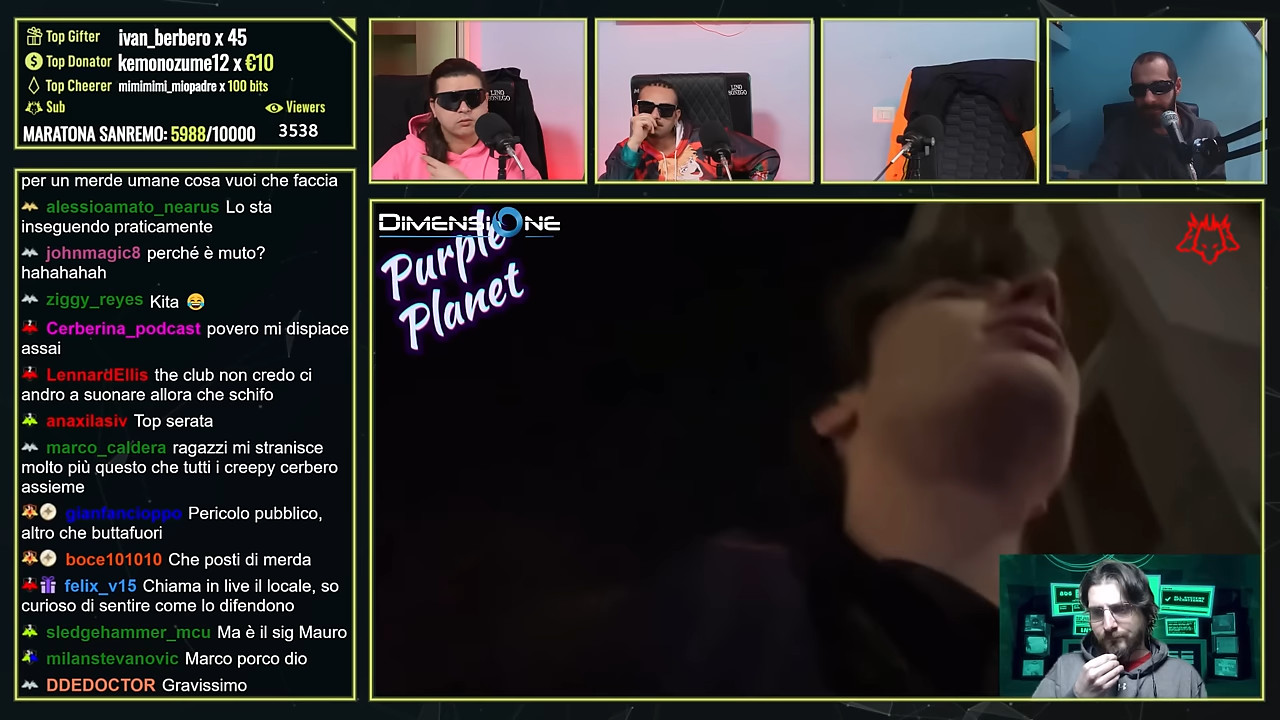 Top Gifter ivan_berbero x 45
Top Donator kemonozume12 x €10
Top Cheerer mimimimi_miopadre x 100 bits
Sub Viewers
MARATONA SANREMO: 5988/10000 3538
per un merde umane cosa vuoi che faccia
alessioamato_nearus Lo sta
inseguendo praticamente
johnmagic8 perché è muto?
hahahahah
ziggy_reyes Kita 😂
Cerberina_podcast povero mi dispiace
assai
LennardEllis the club non credo ci
andro a suonare allora che schifo
anaxilasiv Top serata
marco_caldera ragazzi mi stranisce
molto più questo che tutti i creepy cerbero
assieme
gianfancioppo Pericolo pubblico,
altro che buttafuori
boce101010 Che posti di merda
felix_v15 Chiama in live il locale, so
curioso di sentire come lo difendono
sledgehammer_mcu Ma è il sig Mauro
milanstevanovic Marco porco dio
DDEDOCTOR Gravissimo
LINQ
SONEGO
LINQ
SONEGO
DIMENSIONE
Purple
Planet